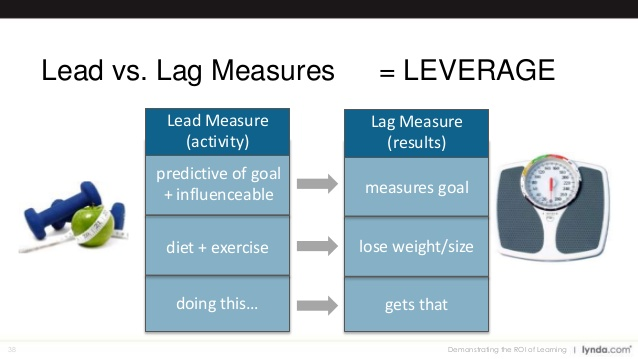 Lead vs. Lag Measures = LEVERAGE
Lead Measure
(activity)
Lag Measure
(results)
predictive of goal
+ influenceable
measures goal
diet + exercise
lose weight/size
doing this...
gets that
38
Demonstrating the ROI of Learning | lynda.com